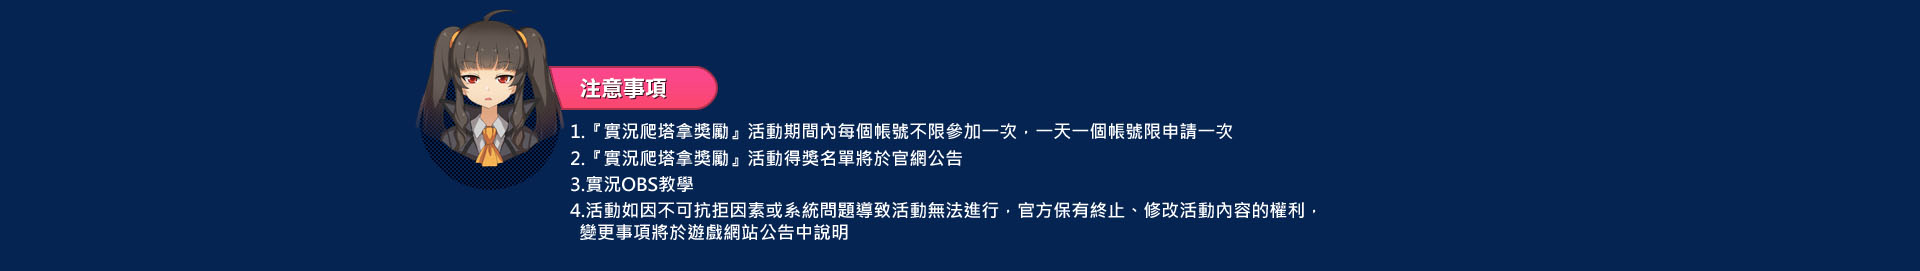 注意事項
1.『實況爬塔拿獎勵』活動期間內每個帳號不限參加一次，一天一個帳號限申請一次
2.『實況爬塔拿獎勵』活動得獎名單將於官網公告
3.實況OBS教學
4.活動如因不可抗拒因素或系統問題導致活動無法進行，官方保有終止、修改活動內容的權利，
變更事項將於遊戲網站公告中說明